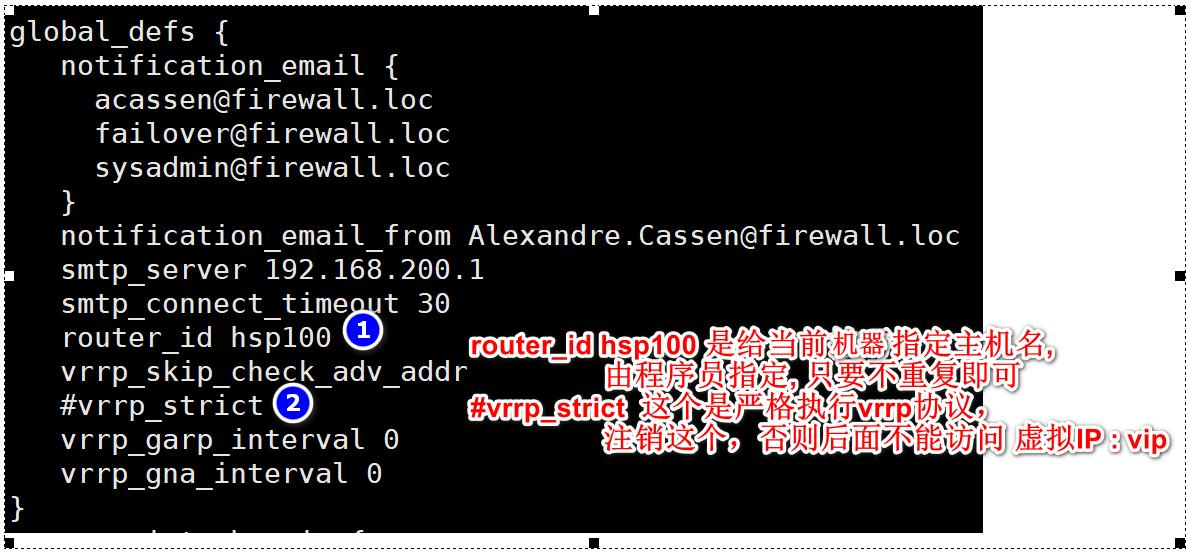 global_defs {
notification_email {
acassen@firewall.loc
failover@firewall.loc
sysadmin@firewall.loc
}
notification_email_from Alexandre.Cassen@firewall.loc
smtp_server 192.168.200.1
smtp_connect_timeout 30
router_id hsp100 1
router_id hsp100 是给当前机器指定主机名,
由程序员指定, 只要不重复即可
vrrp_skip_check_adv_addr
#vrrp_strict 2
#vrrp_strict 这个是严格执行vrrp协议，
注销这个，否则后面不能访问 虚拟IP : vip
vrrp_garp_interval 0
vrrp_gna_interval 0
}